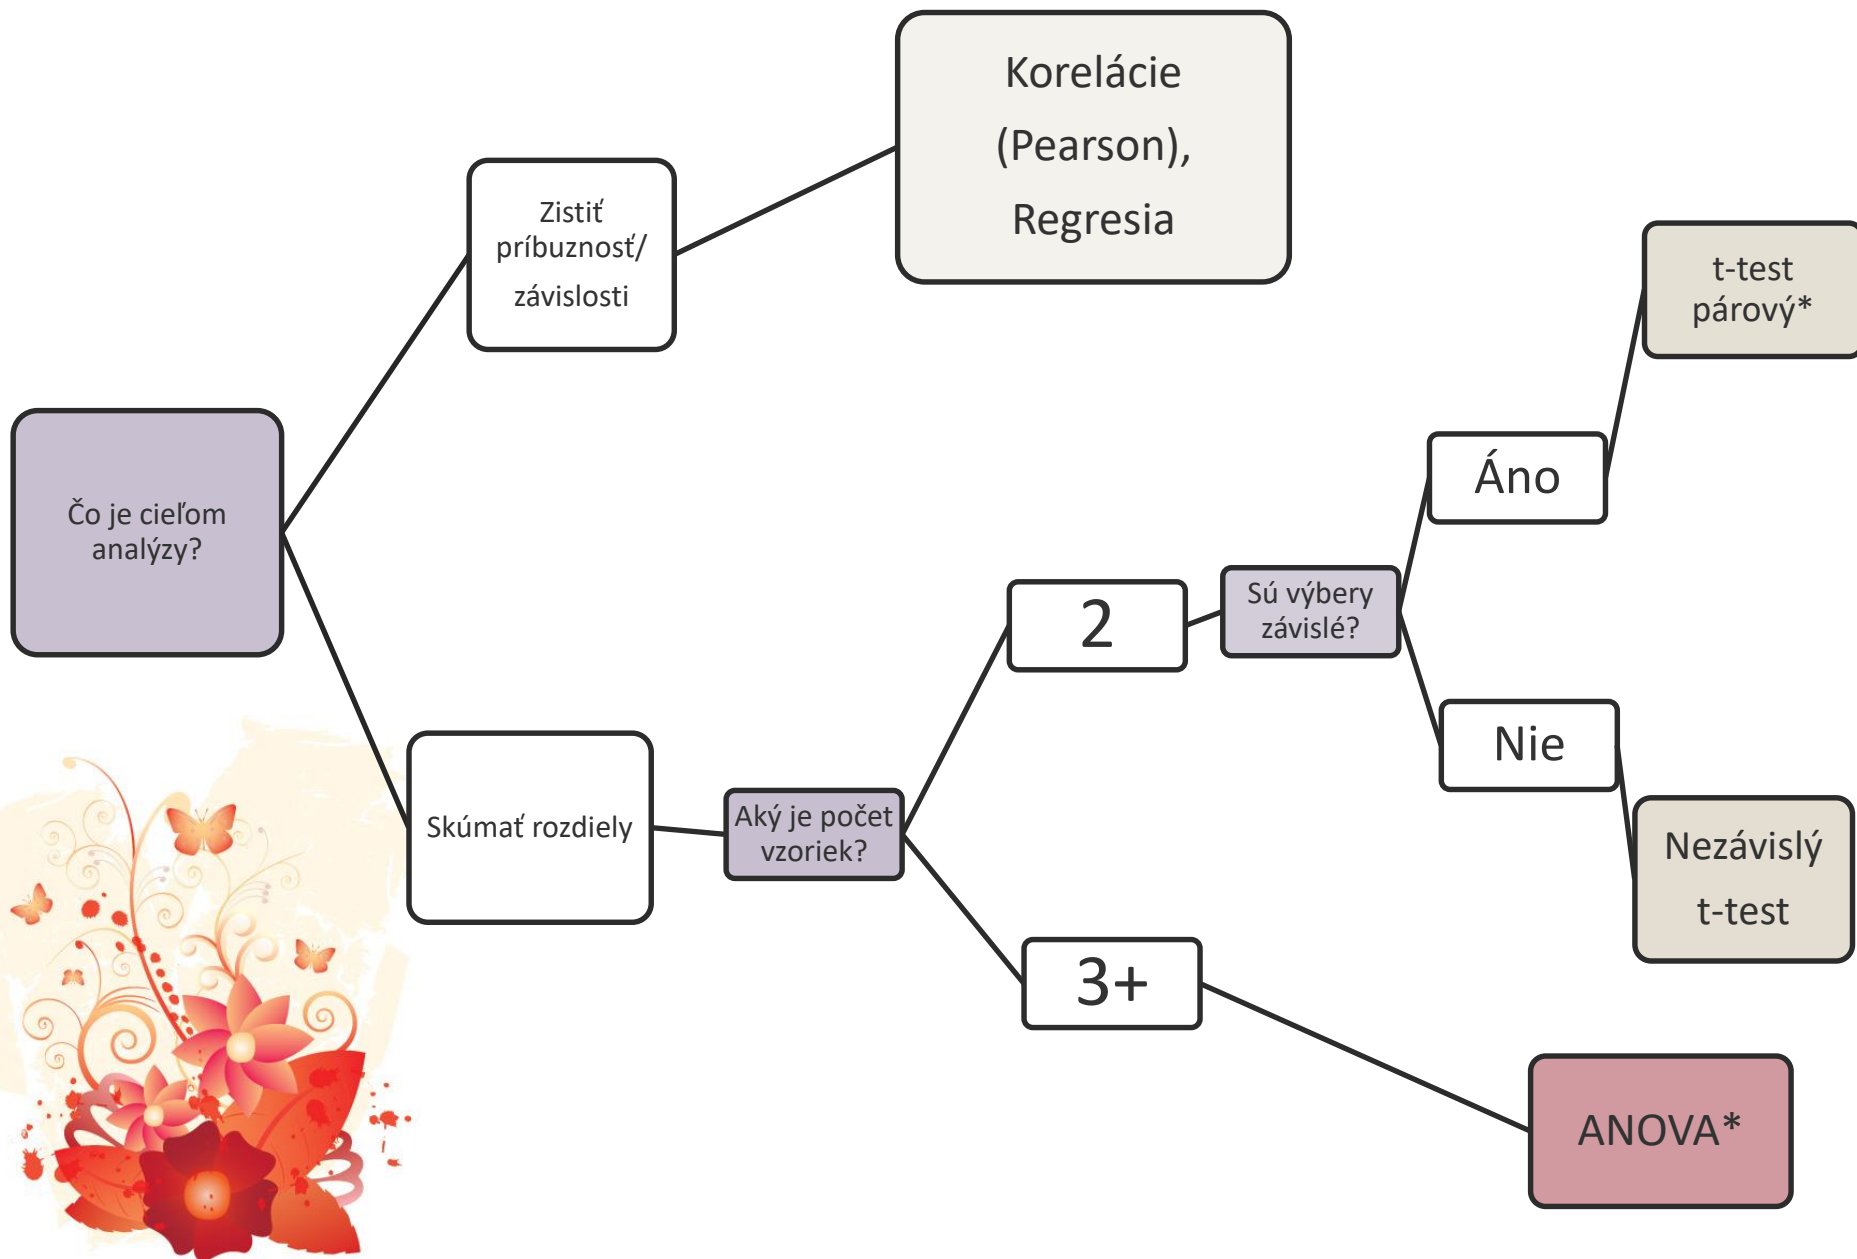 Korelácie
(Pearson),
Regresia
Zistiť
príbuznosť/
závislosti
t-test
párový*
Čo je cieľom
analýzy?
Áno
Sú výbery
závislé?
2
Nie
Skúmať rozdiely
Aký je počet
vzoriek?
Nezávislý
t-test
3+
ANOVA*